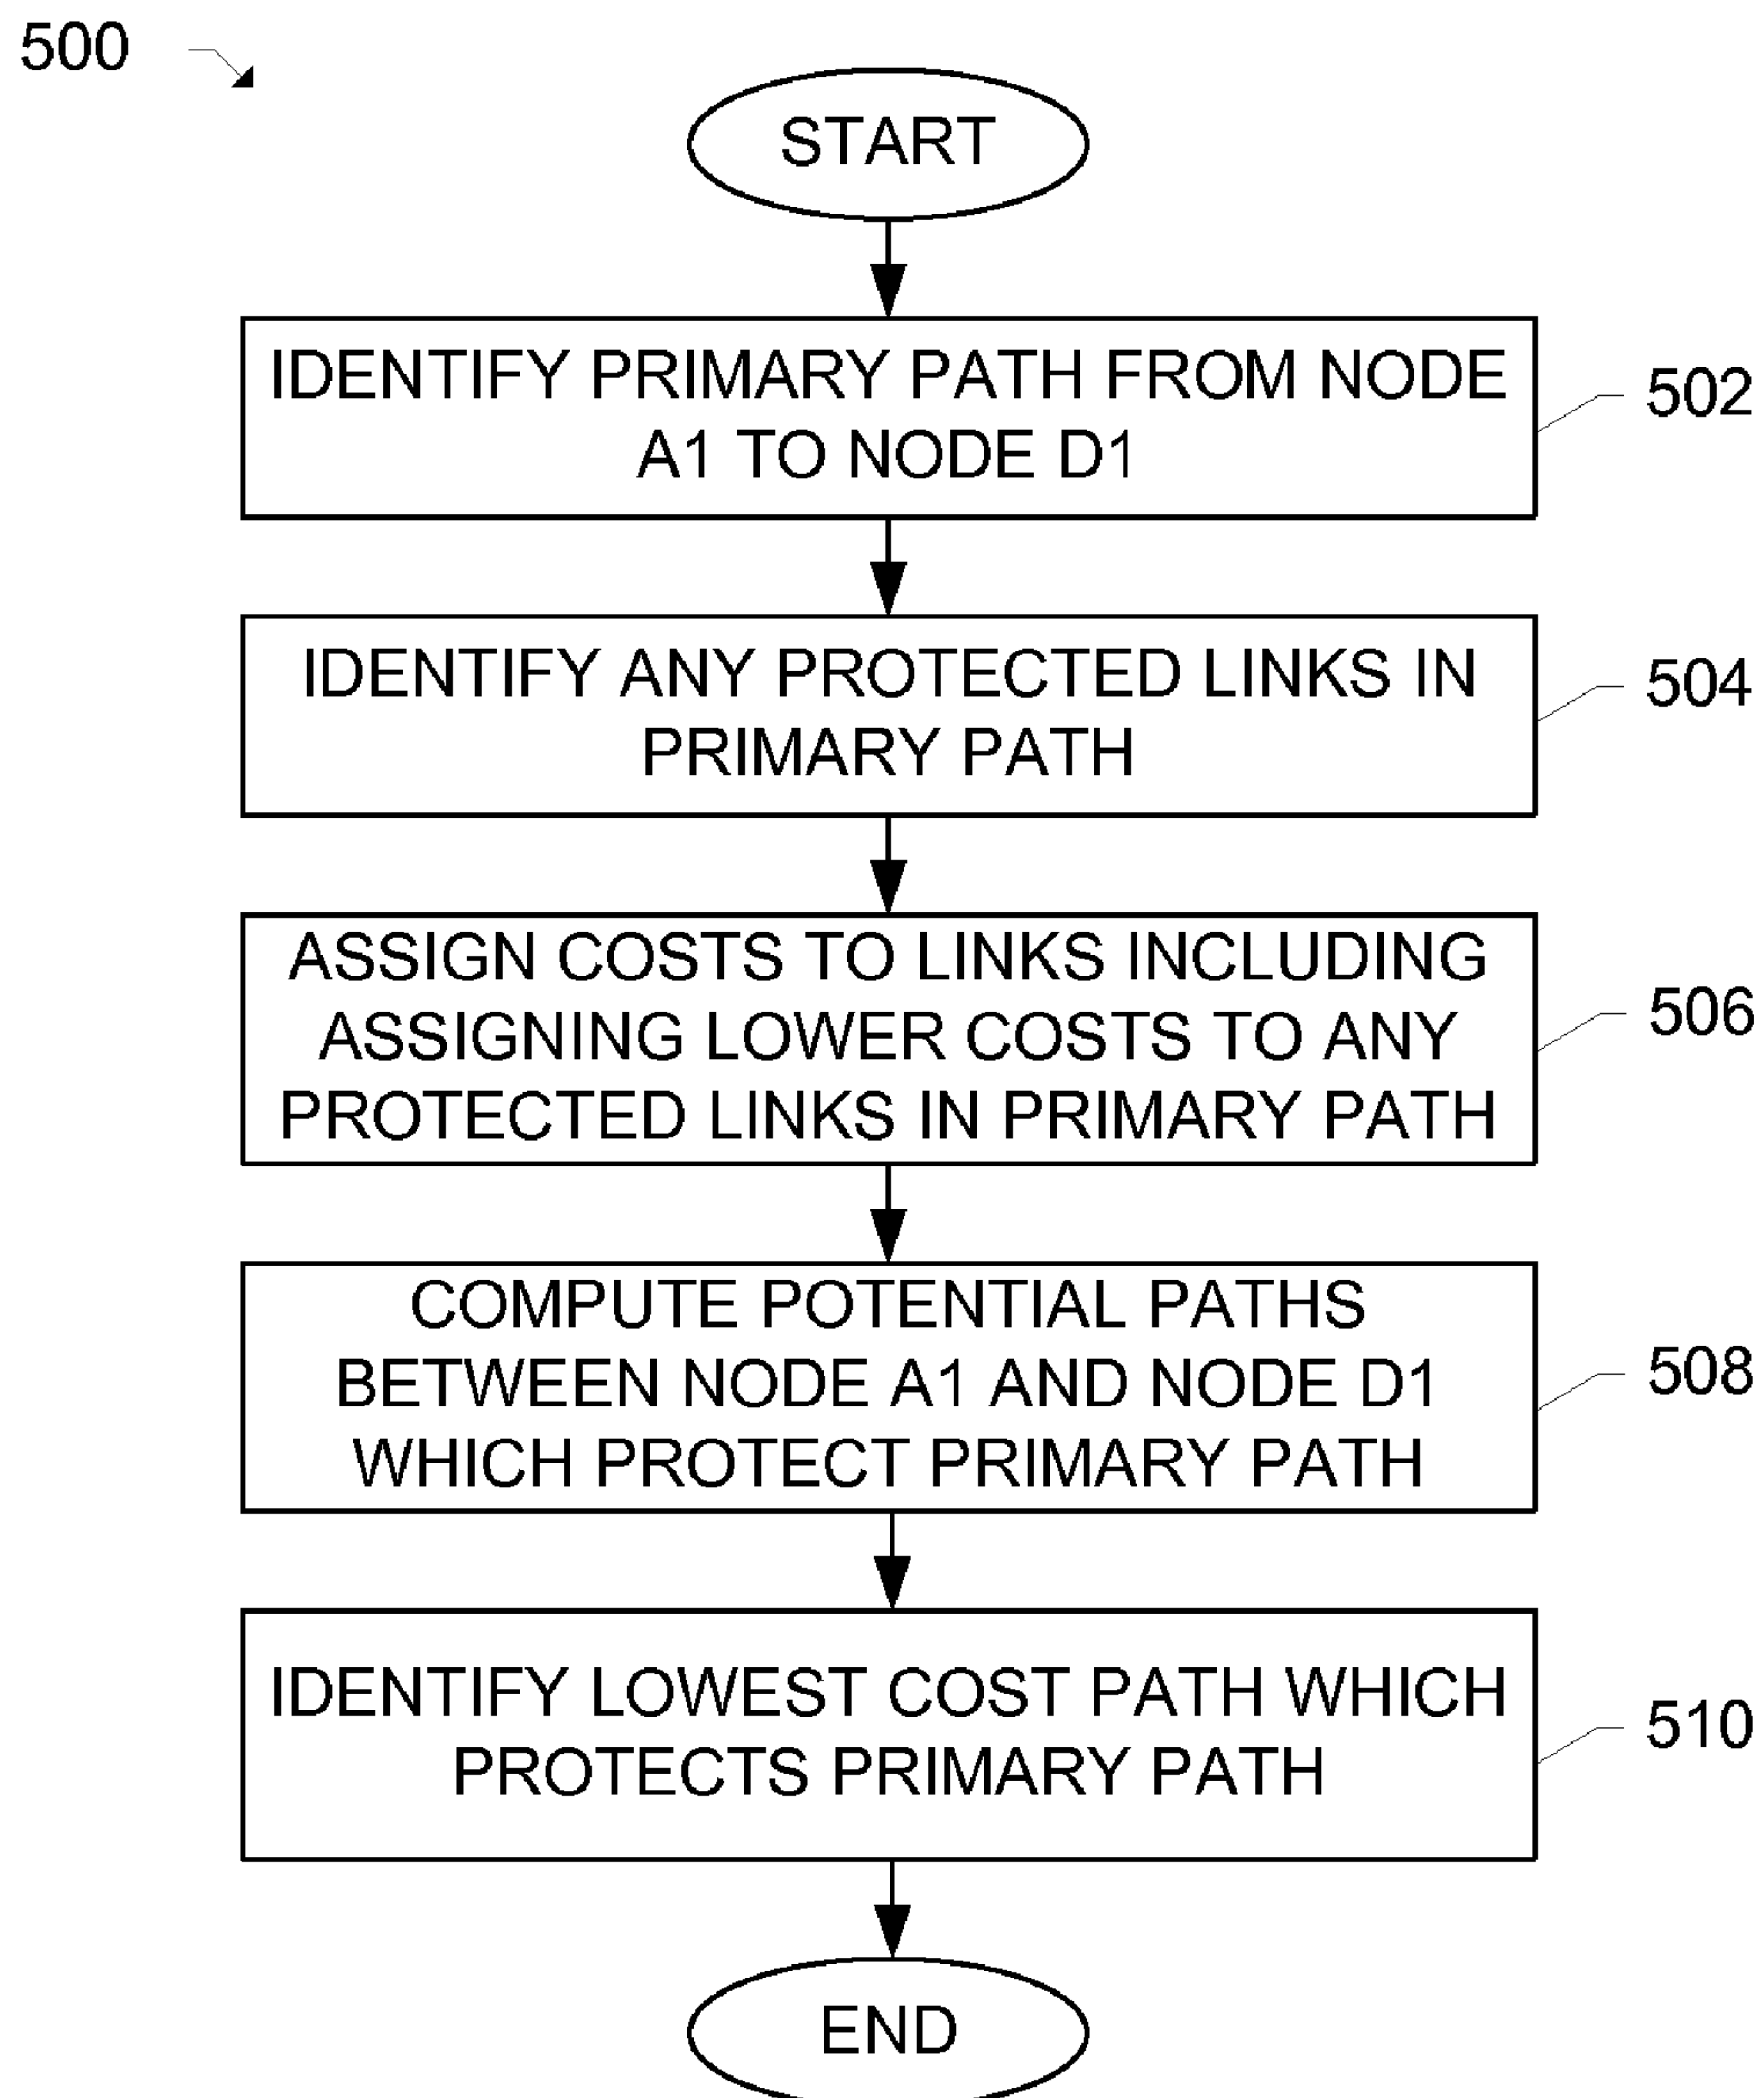 500
START
IDENTIFY PRIMARY PATH FROM NODE
A1 TO NODE D1
502
IDENTIFY ANY PROTECTED LINKS IN
PRIMARY PATH
504
ASSIGN COSTS TO LINKS INCLUDING
ASSIGNING LOWER COSTS TO ANY
PROTECTED LINKS IN PRIMARY PATH
506
COMPUTE POTENTIAL PATHS
BETWEEN NODE A1 AND NODE D1
WHICH PROTECT PRIMARY PATH
508
IDENTIFY LOWEST COST PATH WHICH
PROTECTS PRIMARY PATH
510
END